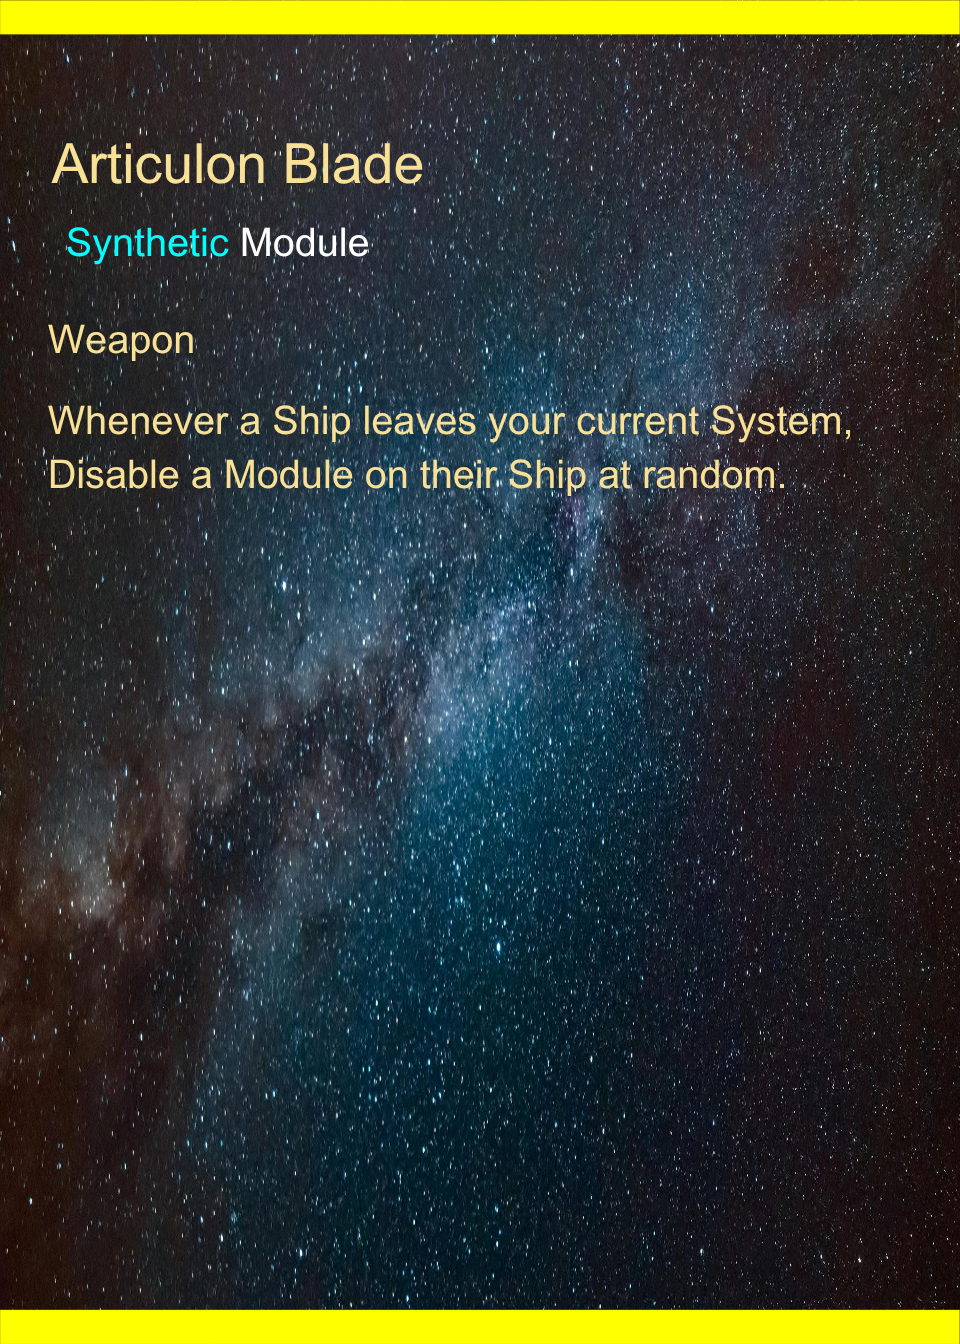 Articulon Blade
Synthetic Module
Weapon
Whenever a Ship leaves your current System,
Disable a Module on their Ship at random.